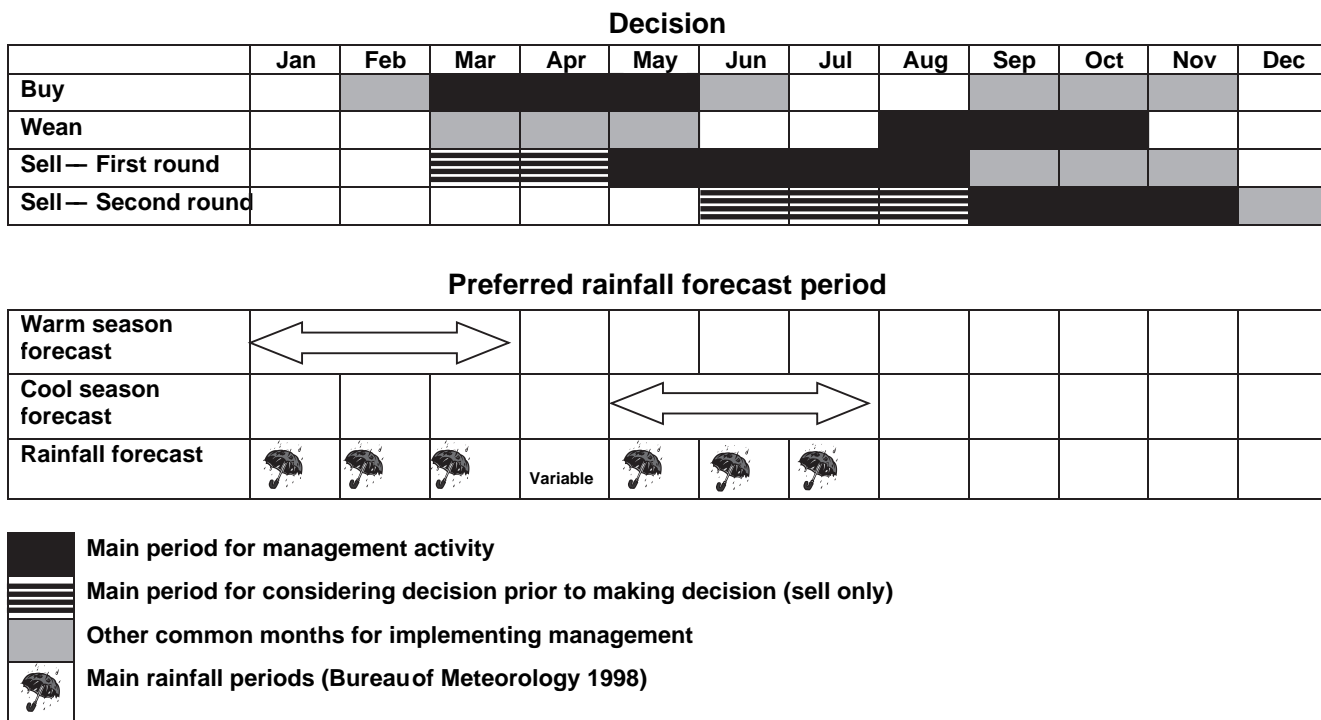 Decision
Jan Feb Mar Apr May Jun Jul Aug Sep Oct Nov Dec
Buy
Wean
Sell — First round
Sell — Second round
Preferred rainfall forecast period
Warm season
forecast
Cool season
forecast
Rainfall forecast
Variable
Main period for management activity
Main period for considering decision prior to making decision (sell only)
Other common months for implementing management
Main rainfall periods (Bureau of Meteorology 1998)